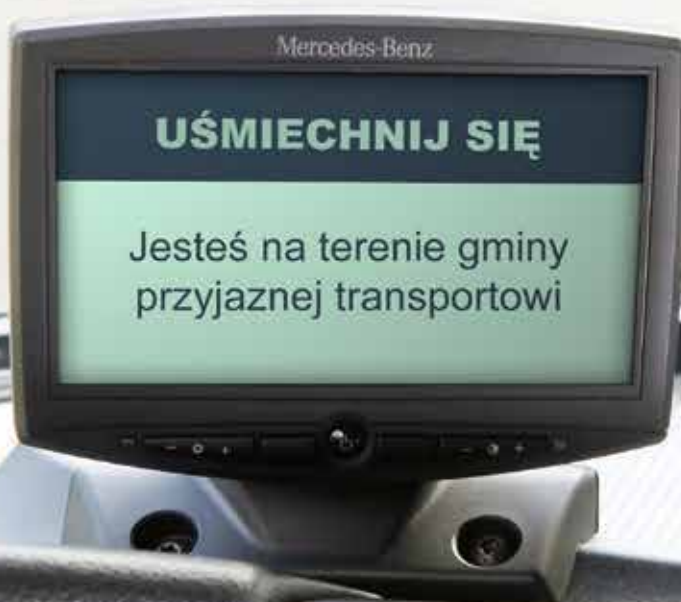 Mercedes-Benz
UŚMIECHNIJ SIĘ
Jesteś na terenie gminy
przyjaznej transportowi